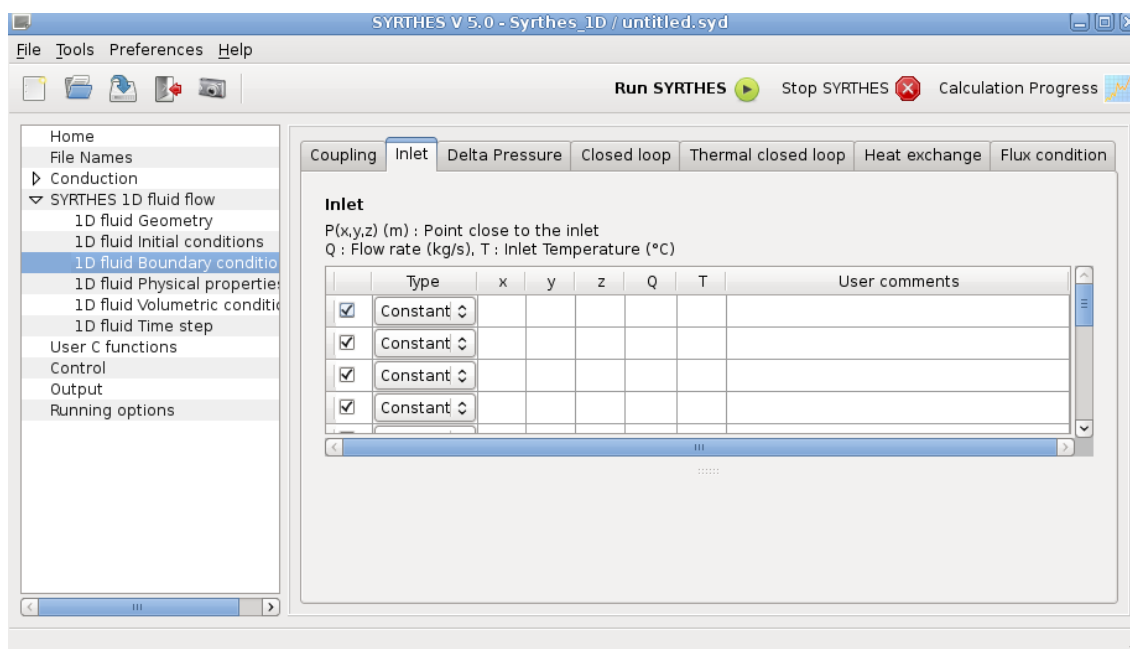 SYRTHES V 5.0 - Syrthes_1D / untitled.syd
File Tools Preferences Help
Run SYRTHES Stop SYRTHES Calculation Progress
Home
File Names
Conduction
SYRTHES 1D fluid flow
1D fluid Geometry
1D fluid Initial conditions
1D fluid Boundary conditio
1D fluid Physical properties
1D fluid Volumetric conditio
1D fluid Time step
User C functions
Control
Output
Running options
Coupling Inlet Delta Pressure Closed loop Thermal closed loop Heat exchange Flux condition
Inlet
P(x,y,z) (m) : Point close to the inlet
Q : Flow rate (kg/s), T : Inlet Temperature (°C)
Type x y z Q T User comments
Constant
Constant
Constant
Constant